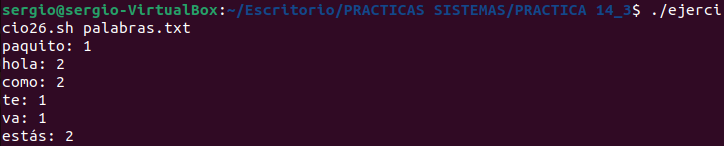 sergio@sergio-VirtualBox:~/Escritorio/PRACTICAS SISTEMAS/PRACTICA 14_3$ ./ejerci
cio26.sh palabras.txt
paquito: 1
hola: 2
como: 2
te: 1
va: 1
estás: 2